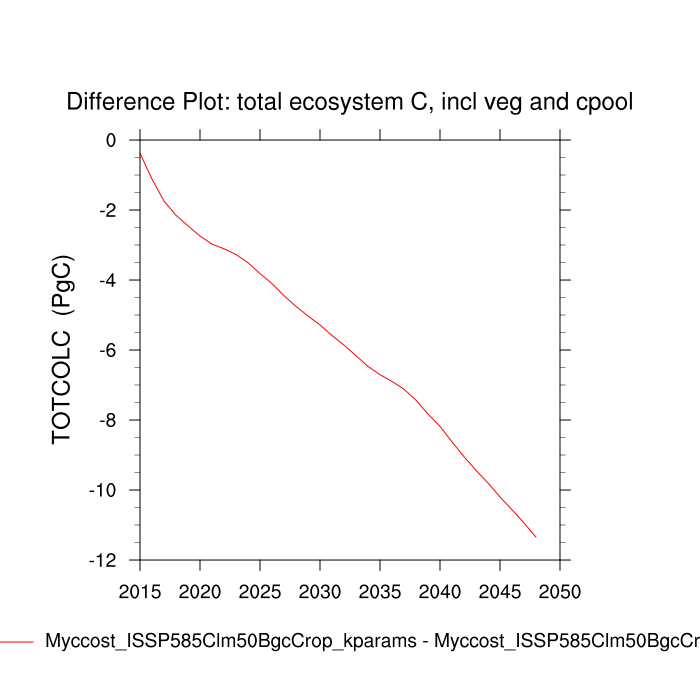 Difference Plot: total ecosystem C, incl veg and cpool
TOTCOLC (PgC)
0
-2
-4
-6
-8
-10
-12
2015 2020 2025 2030 2035 2040 2045 2050
Myccost_ISSP585Clm50BgcCrop_kparams - Myccost_ISSP585Clm50BgcCr